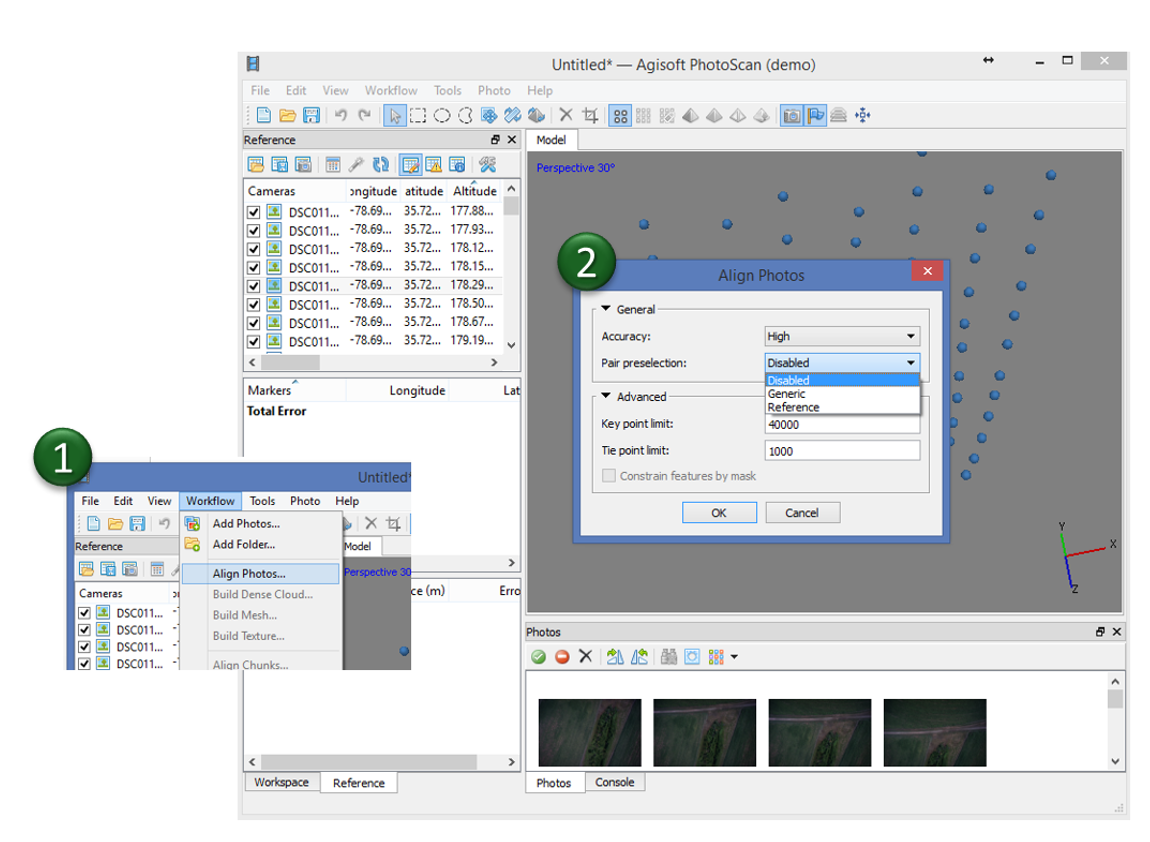 Untitled* — Agisoft PhotoScan (demo)
File Edit View Workflow Tools Photo Help
Reference
Model
Cameras ongitude atitude Altitude
DSC011... -78.69... 35.72... 177.88...
DSC011... -78.69... 35.72... 177.93...
DSC011... -78.69... 35.72... 178.12...
DSC011... -78.69... 35.72... 178.15...
DSC011... -78.69... 35.72... 178.29...
DSC011... -78.69... 35.72... 178.50...
DSC011... -78.69... 35.72... 178.67...
DSC011... -78.69... 35.72... 179.19...
Markers Longitude Lat
Total Error
ce (m) Erro
Workspace Reference
Perspective 30°
2
Align Photos
General
Accuracy: High
Pair preselection: Disabled
Disabled
Generic
Reference
Advanced
Key point limit: 40000
Tie point limit: 1000
Constrain features by mask
OK Cancel
Y
X
Z
Photos
Photos Console
1
Untitled*
File Edit View Workflow Tools Photo Help
Add Photos...
Add Folder...
Align Photos...
Build Dense Cloud...
Build Mesh...
Build Texture...
Align Chunks...
Reference
Model
Perspective 30
Cameras
DSC011...
DSC011...
DSC011...
DSC011...